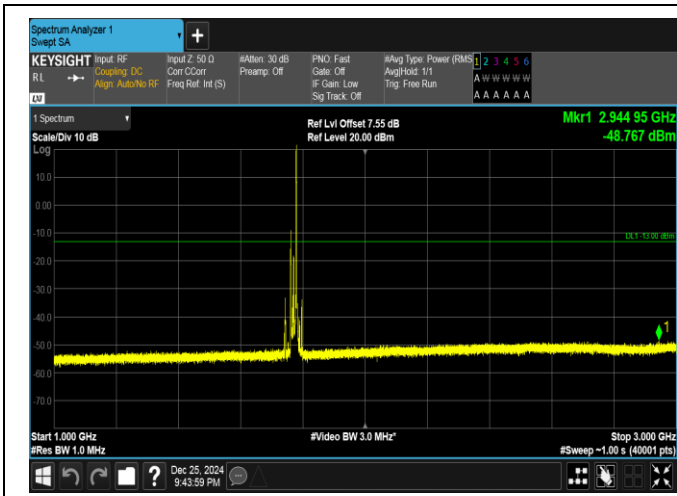 Spectrum Analyzer 1
Swept SA
+
KEYSIGHT Input: RF Input Z: 50 Ω #Atten: 30 dB PNO: Fast #Avg Type: Power (RMS 1 2 3 4 5 6
RL Coupling: DC Corr CCorr Preamp: Off Gate: Off Avg|Hold: 1/1 A W W W W W
Align: Auto/No RF Freq Ref: Int (S) IF Gain: Low Trig: Free Run
LXI Sig Track: Off A A A A A A
1 Spectrum Ref Lvl Offset 7.55 dB Mkr1 2.944 95 GHz
Scale/Div 10 dB Ref Level 20.00 dBm -48.767 dBm
Log
10.0
0.00
-10.0
DL1 -13.00 dBm
-20.0
-30.0
-40.0
1
-50.0
-60.0
-70.0
Start 1.000 GHz #Video BW 3.0 MHz* Stop 3.000 GHz
#Res BW 1.0 MHz #Sweep ~1.00 s (40001 pts)
? Dec 25, 2024
9:43:59 PM